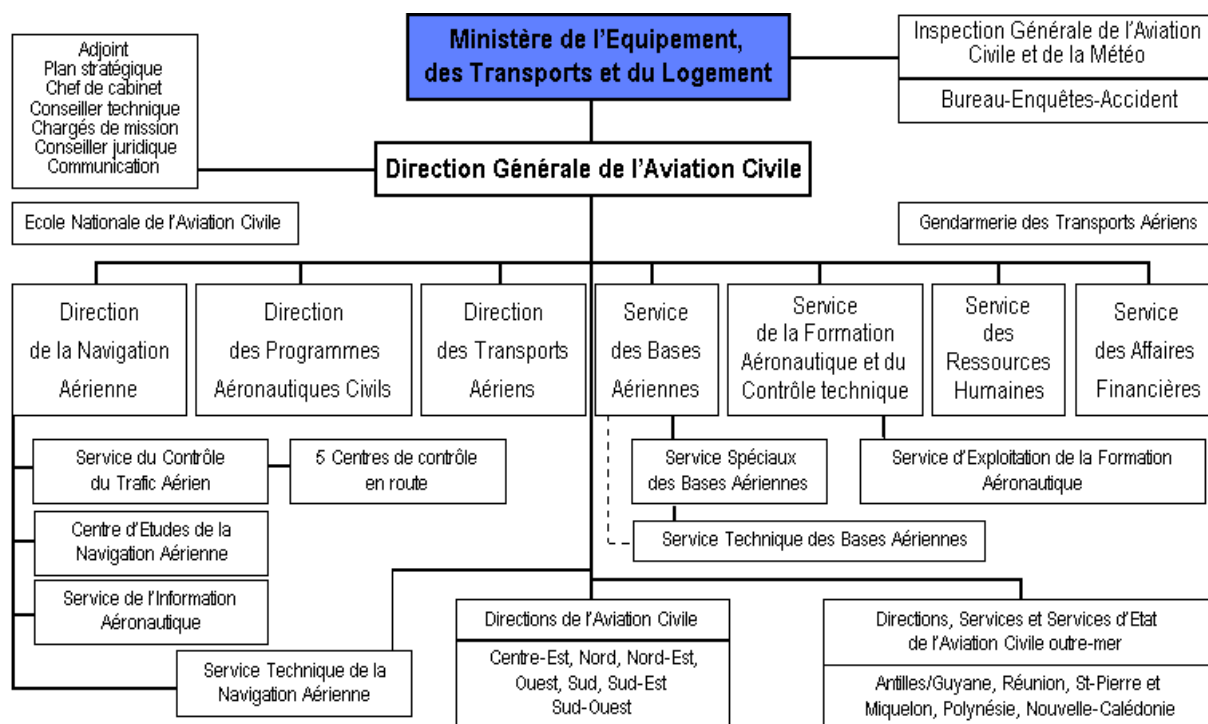 Adjoint
Plan stratégique
Chef de cabinet
Conseiller technique
Chargés de mission
Conseiller juridique
Communication
Ministère de l'Equipement,
des Transports et du Logement
Inspection Générale de l'Aviation
Civile et de la Météo
Bureau-Enquêtes-Accident
Direction Générale de l'Aviation Civile
Ecole Nationale de l'Aviation Civile
Gendarmerie des Transports Aériens
Direction
de la Navigation
Aérienne
Direction
des Programmes
Aéronautiques Civils
Direction
des Transports
Aériens
Service
des Bases
Aériennes
Service
de la Formation
Aéronautique et du
Contrôle technique
Service
des
Ressources
Humaines
Service
des Affaires
Financières
Service du Contrôle
du Trafic Aérien
5 Centres de contrôle
en route
Service Spéciaux
des Bases Aériennes
Service d'Exploitation de la Formation
Aéronautique
Centre d'Etudes de la
Navigation Aérienne
Service Technique des Bases Aériennes
Service de l'Information
Aéronautique
Service Technique de la
Navigation Aérienne
Directions de l'Aviation Civile
Centre-Est, Nord, Nord-Est,
Ouest, Sud, Sud-Est
Sud-Ouest
Directions, Services et Services d'Etat
de l'Aviation Civile outre-mer
Antilles/Guyane, Réunion, St-Pierre et
Miquelon, Polynésie, Nouvelle-Calédonie